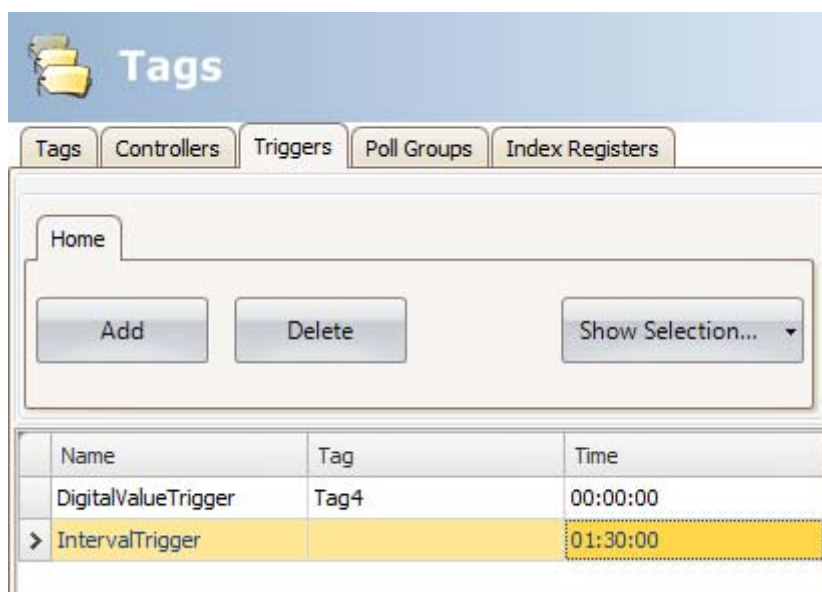 Tags
Tags Controllers Triggers Poll Groups Index Registers
Home
Add Delete Show Selection...
Name Tag Time
DigitalValueTrigger Tag4 00:00:00
IntervalTrigger 01:30:00